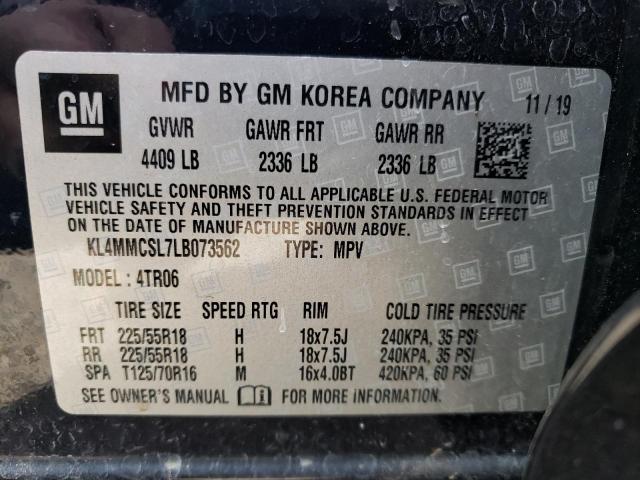 GM
MFD BY GM KOREA COMPANY 11/19
GVWR GAWR FRT GAWR RR
4409 LB 2336 LB 2336 LB
THIS VEHICLE CONFORMS TO ALL APPLICABLE U.S. FEDERAL MOTOR
VEHICLE SAFETY AND THEFT PREVENTION STANDARDS IN EFFECT
ON THE DATE OF MANUFACTURE SHOWN ABOVE.
KL4MMCSL7LB073562 TYPE: MPV
MODEL: 4TR06
TIRE SIZE SPEED RTG RIM COLD TIRE PRESSURE
FRT 225/55R18 H 18x7.5J 240KPA, 35 PSI
RR 225/55R18 H 18x7.5J 240KPA, 35 PSI
SPA T125/70R16 M 16x4.0BT 420KPA, 60 PSI
SEE OWNER'S MANUAL FOR MORE INFORMATION.